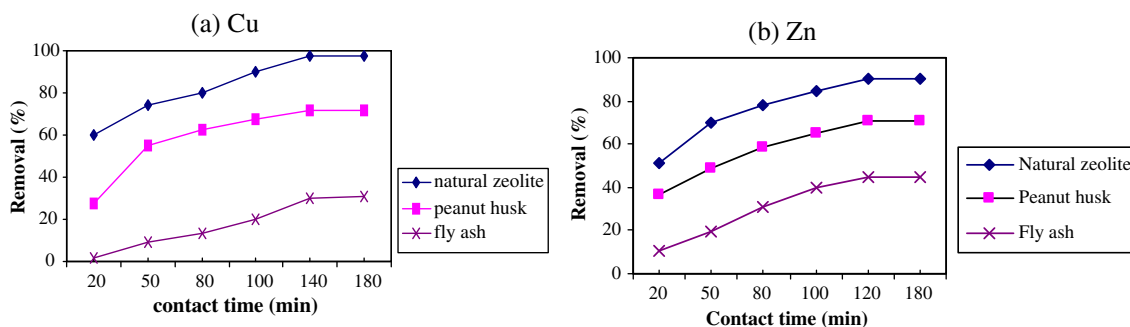 (a) Cu
100
80
60
40
20
0
Removal (%)
20 50 80 100 140 180
contact time (min)
natural zeolite
peanut husk
fly ash
(b) Zn
100
80
60
40
20
0
Removal (%)
20 50 80 100 120 180
Contact time (min)
Natural zeolite
Peanut husk
Fly ash